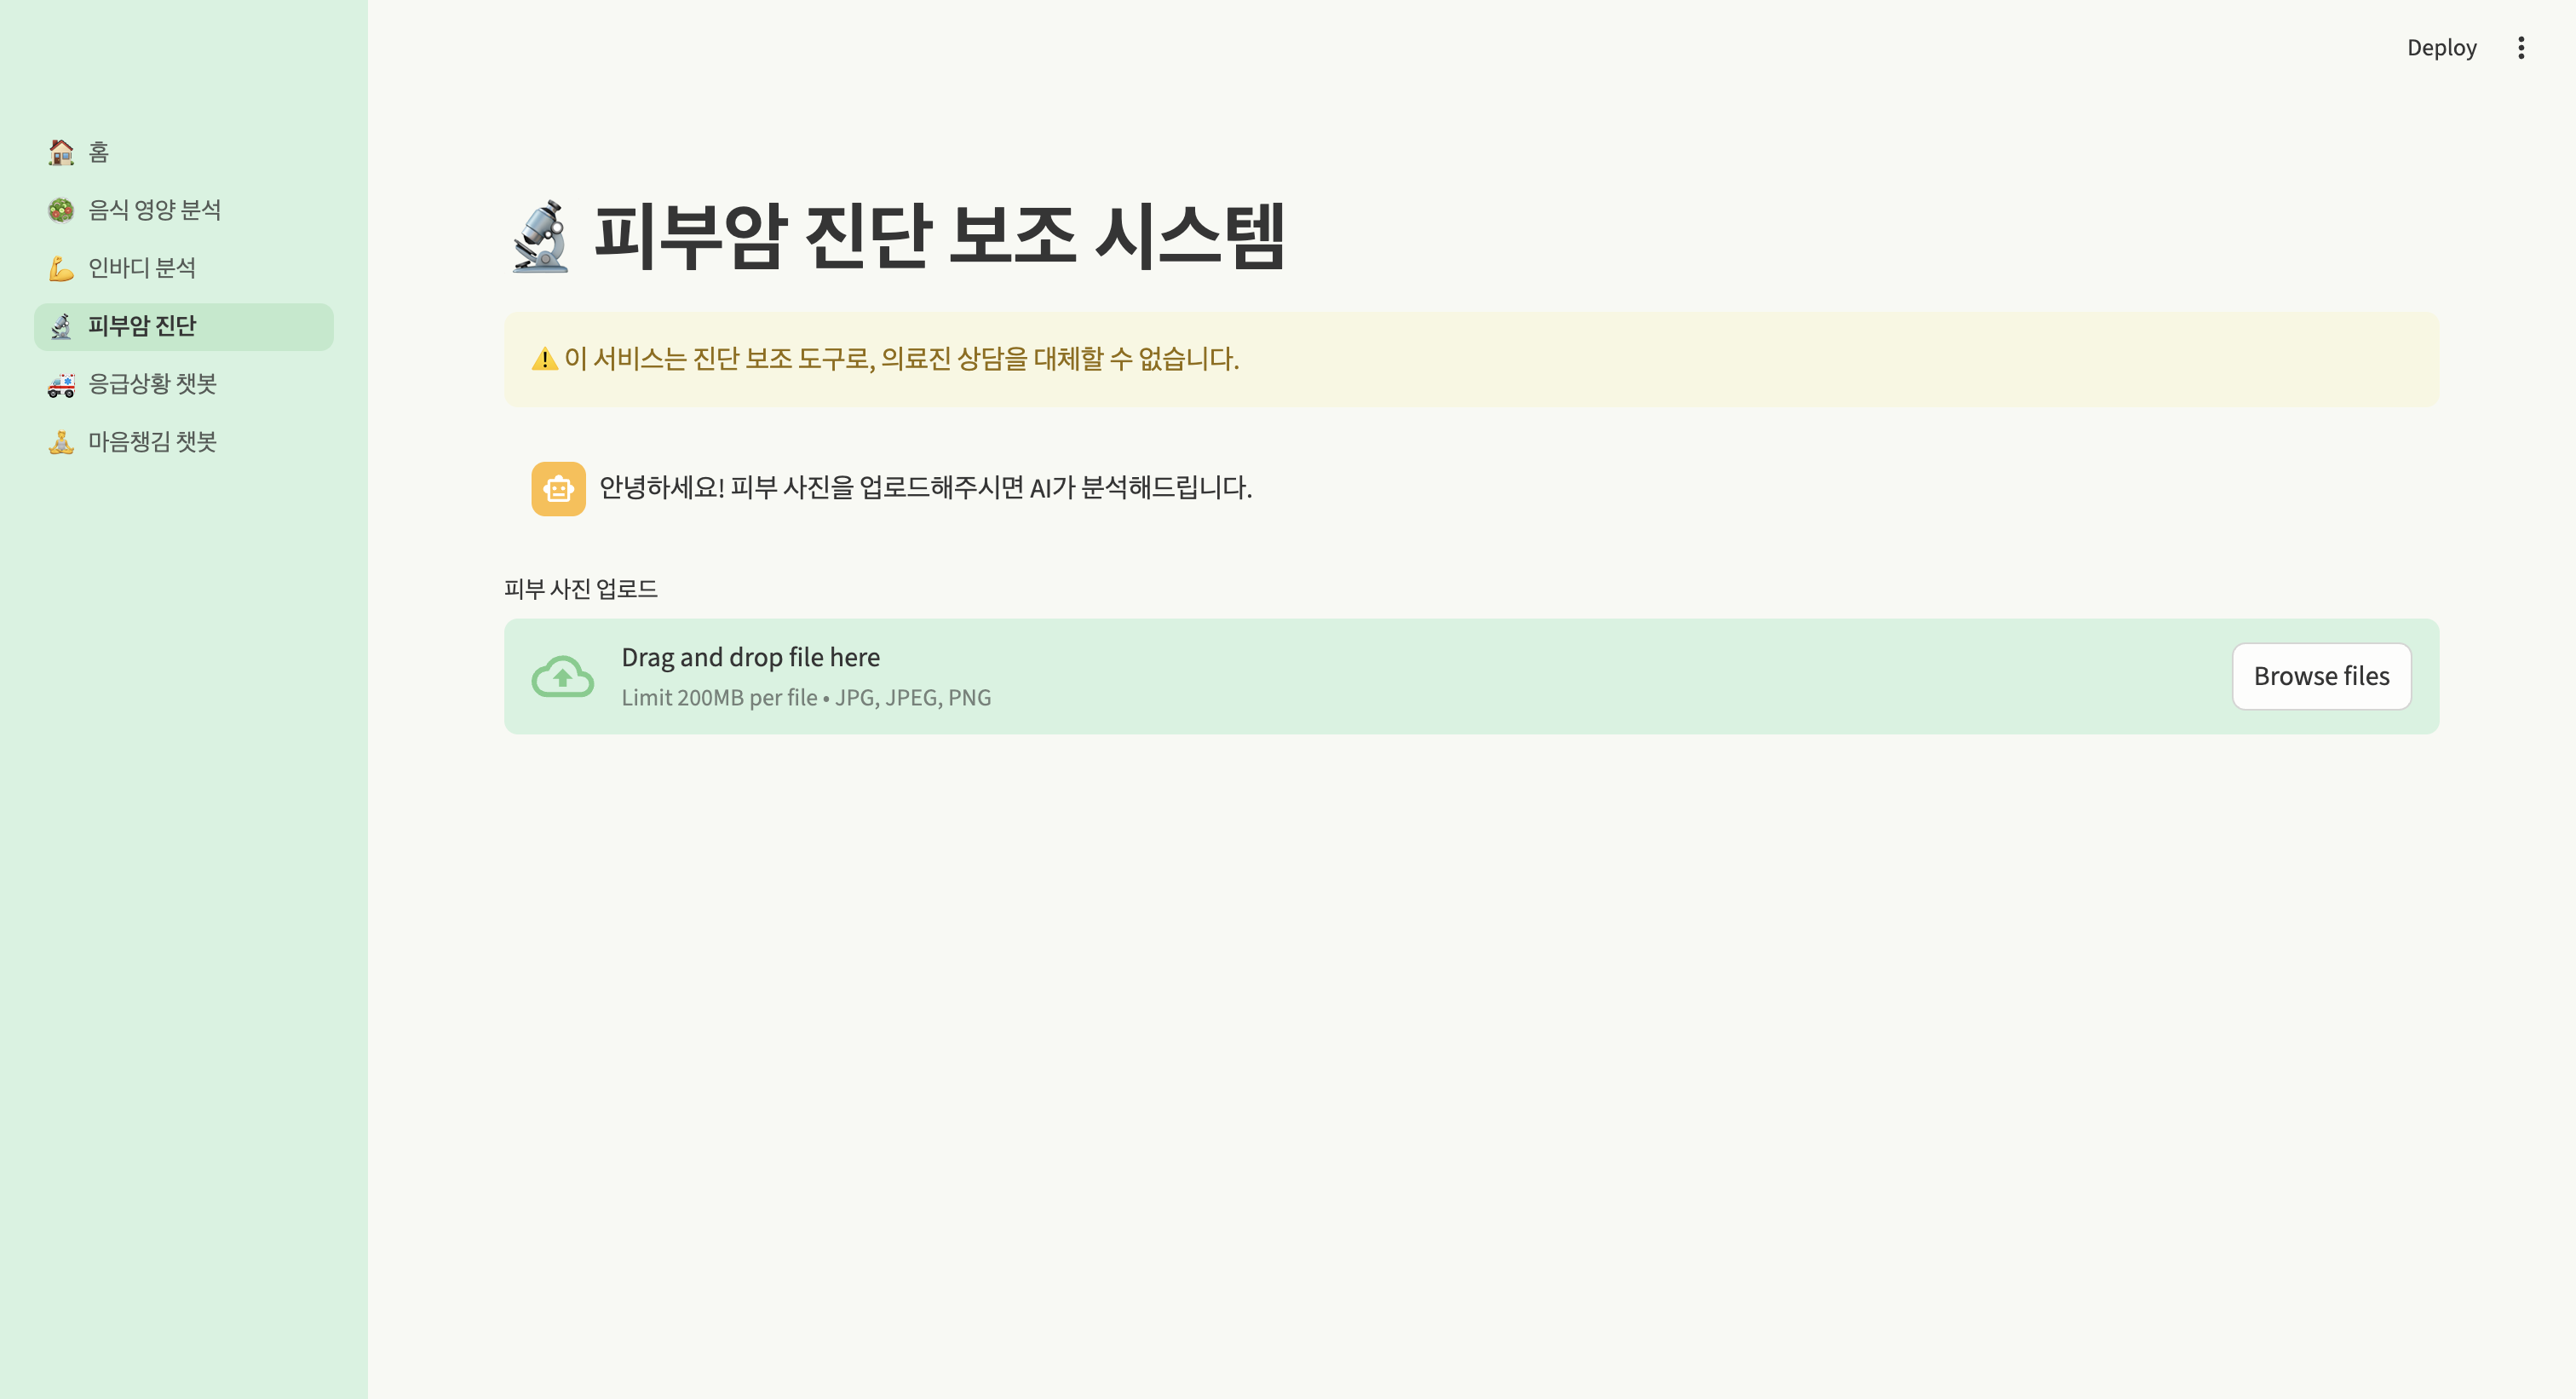 Deploy
홈
음식 영양 분석
인바디 분석
피부암 진단
응급상황 챗봇
마음챙김 챗봇
피부암 진단 보조 시스템
이 서비스는 진단 보조 도구로, 의료진 상담을 대체할 수 없습니다.
안녕하세요! 피부 사진을 업로드해주시면 AI가 분석해드립니다.
피부 사진 업로드
Drag and drop file here
Limit 200MB per file • JPG, JPEG, PNG
Browse files